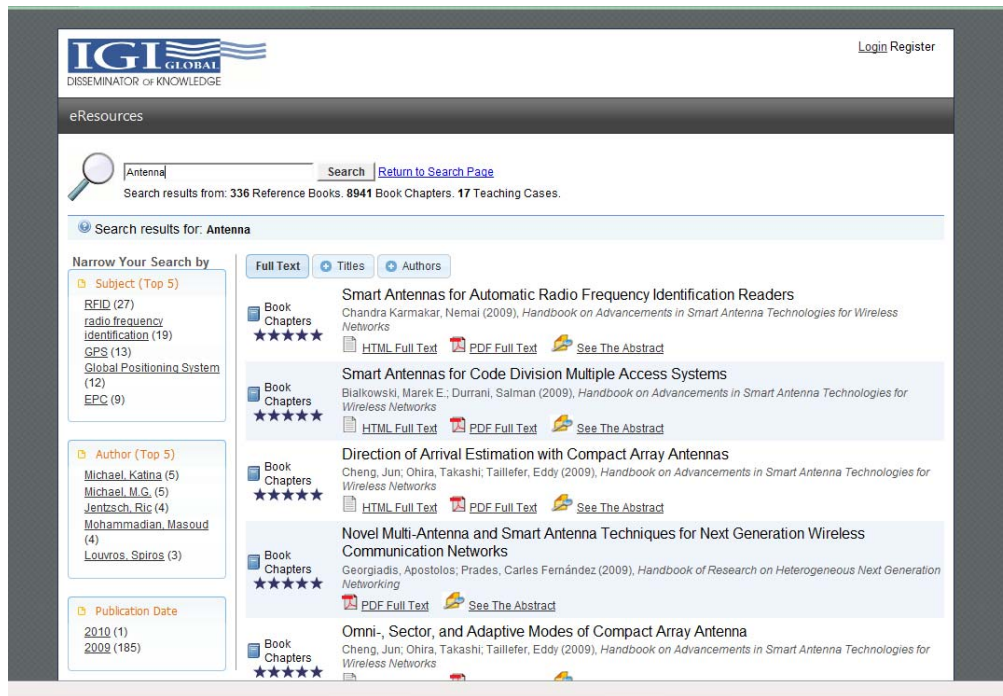 IGI GLOBAL
DISSEMINATOR OF KNOWLEDGE
Login Register
eResources
Antenna
Search Return to Search Page
Search results from: 336 Reference Books. 8941 Book Chapters. 17 Teaching Cases.
Search results for: Antenna
Narrow Your Search by
Subject (Top 5)
RFID (27)
radio frequency
identification (19)
GPS (13)
Global Positioning System
(12)
EPC (9)
Author (Top 5)
Michael, Katina (5)
Michael, M.G. (5)
Jentzsch, Ric (4)
Mohammadian, Masoud
(4)
Louvros, Spiros (3)
Publication Date
2010 (1)
2009 (185)
Full Text Titles Authors
Book
Chapters
Smart Antennas for Automatic Radio Frequency Identification Readers
Chandra Karmakar, Nemai (2009), Handbook on Advancements in Smart Antenna Technologies for Wireless
Networks
HTML Full Text PDF Full Text See The Abstract
Book
Chapters
Smart Antennas for Code Division Multiple Access Systems
Bialkowski, Marek E.; Durrani, Salman (2009), Handbook on Advancements in Smart Antenna Technologies for
Wireless Networks
HTML Full Text PDF Full Text See The Abstract
Book
Chapters
Direction of Arrival Estimation with Compact Array Antennas
Cheng, Jun; Ohira, Takashi; Taillefer, Eddy (2009), Handbook on Advancements in Smart Antenna Technologies for
Wireless Networks
HTML Full Text PDF Full Text See The Abstract
Book
Chapters
Novel Multi-Antenna and Smart Antenna Techniques for Next Generation Wireless
Communication Networks
Georgiadis, Apostolos; Prades, Carles Fernández (2009), Handbook of Research on Heterogeneous Next Generation
Networking
PDF Full Text See The Abstract
Book
Chapters
Omni-, Sector, and Adaptive Modes of Compact Array Antenna
Cheng, Jun; Ohira, Takashi; Taillefer, Eddy (2009), Handbook on Advancements in Smart Antenna Technologies for
Wireless Networks